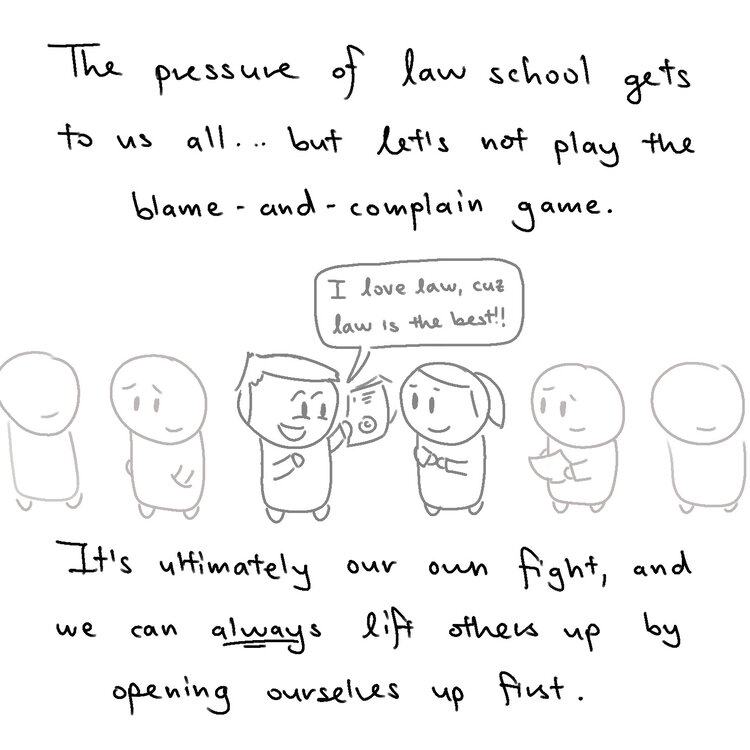 The pressure of law school gets
to us all... but let's not play the
blame-and-complain game.
I love law, cuz
law is the best!!
It's ultimately our own fight, and
we can always lift others up by
opening ourselves up first.